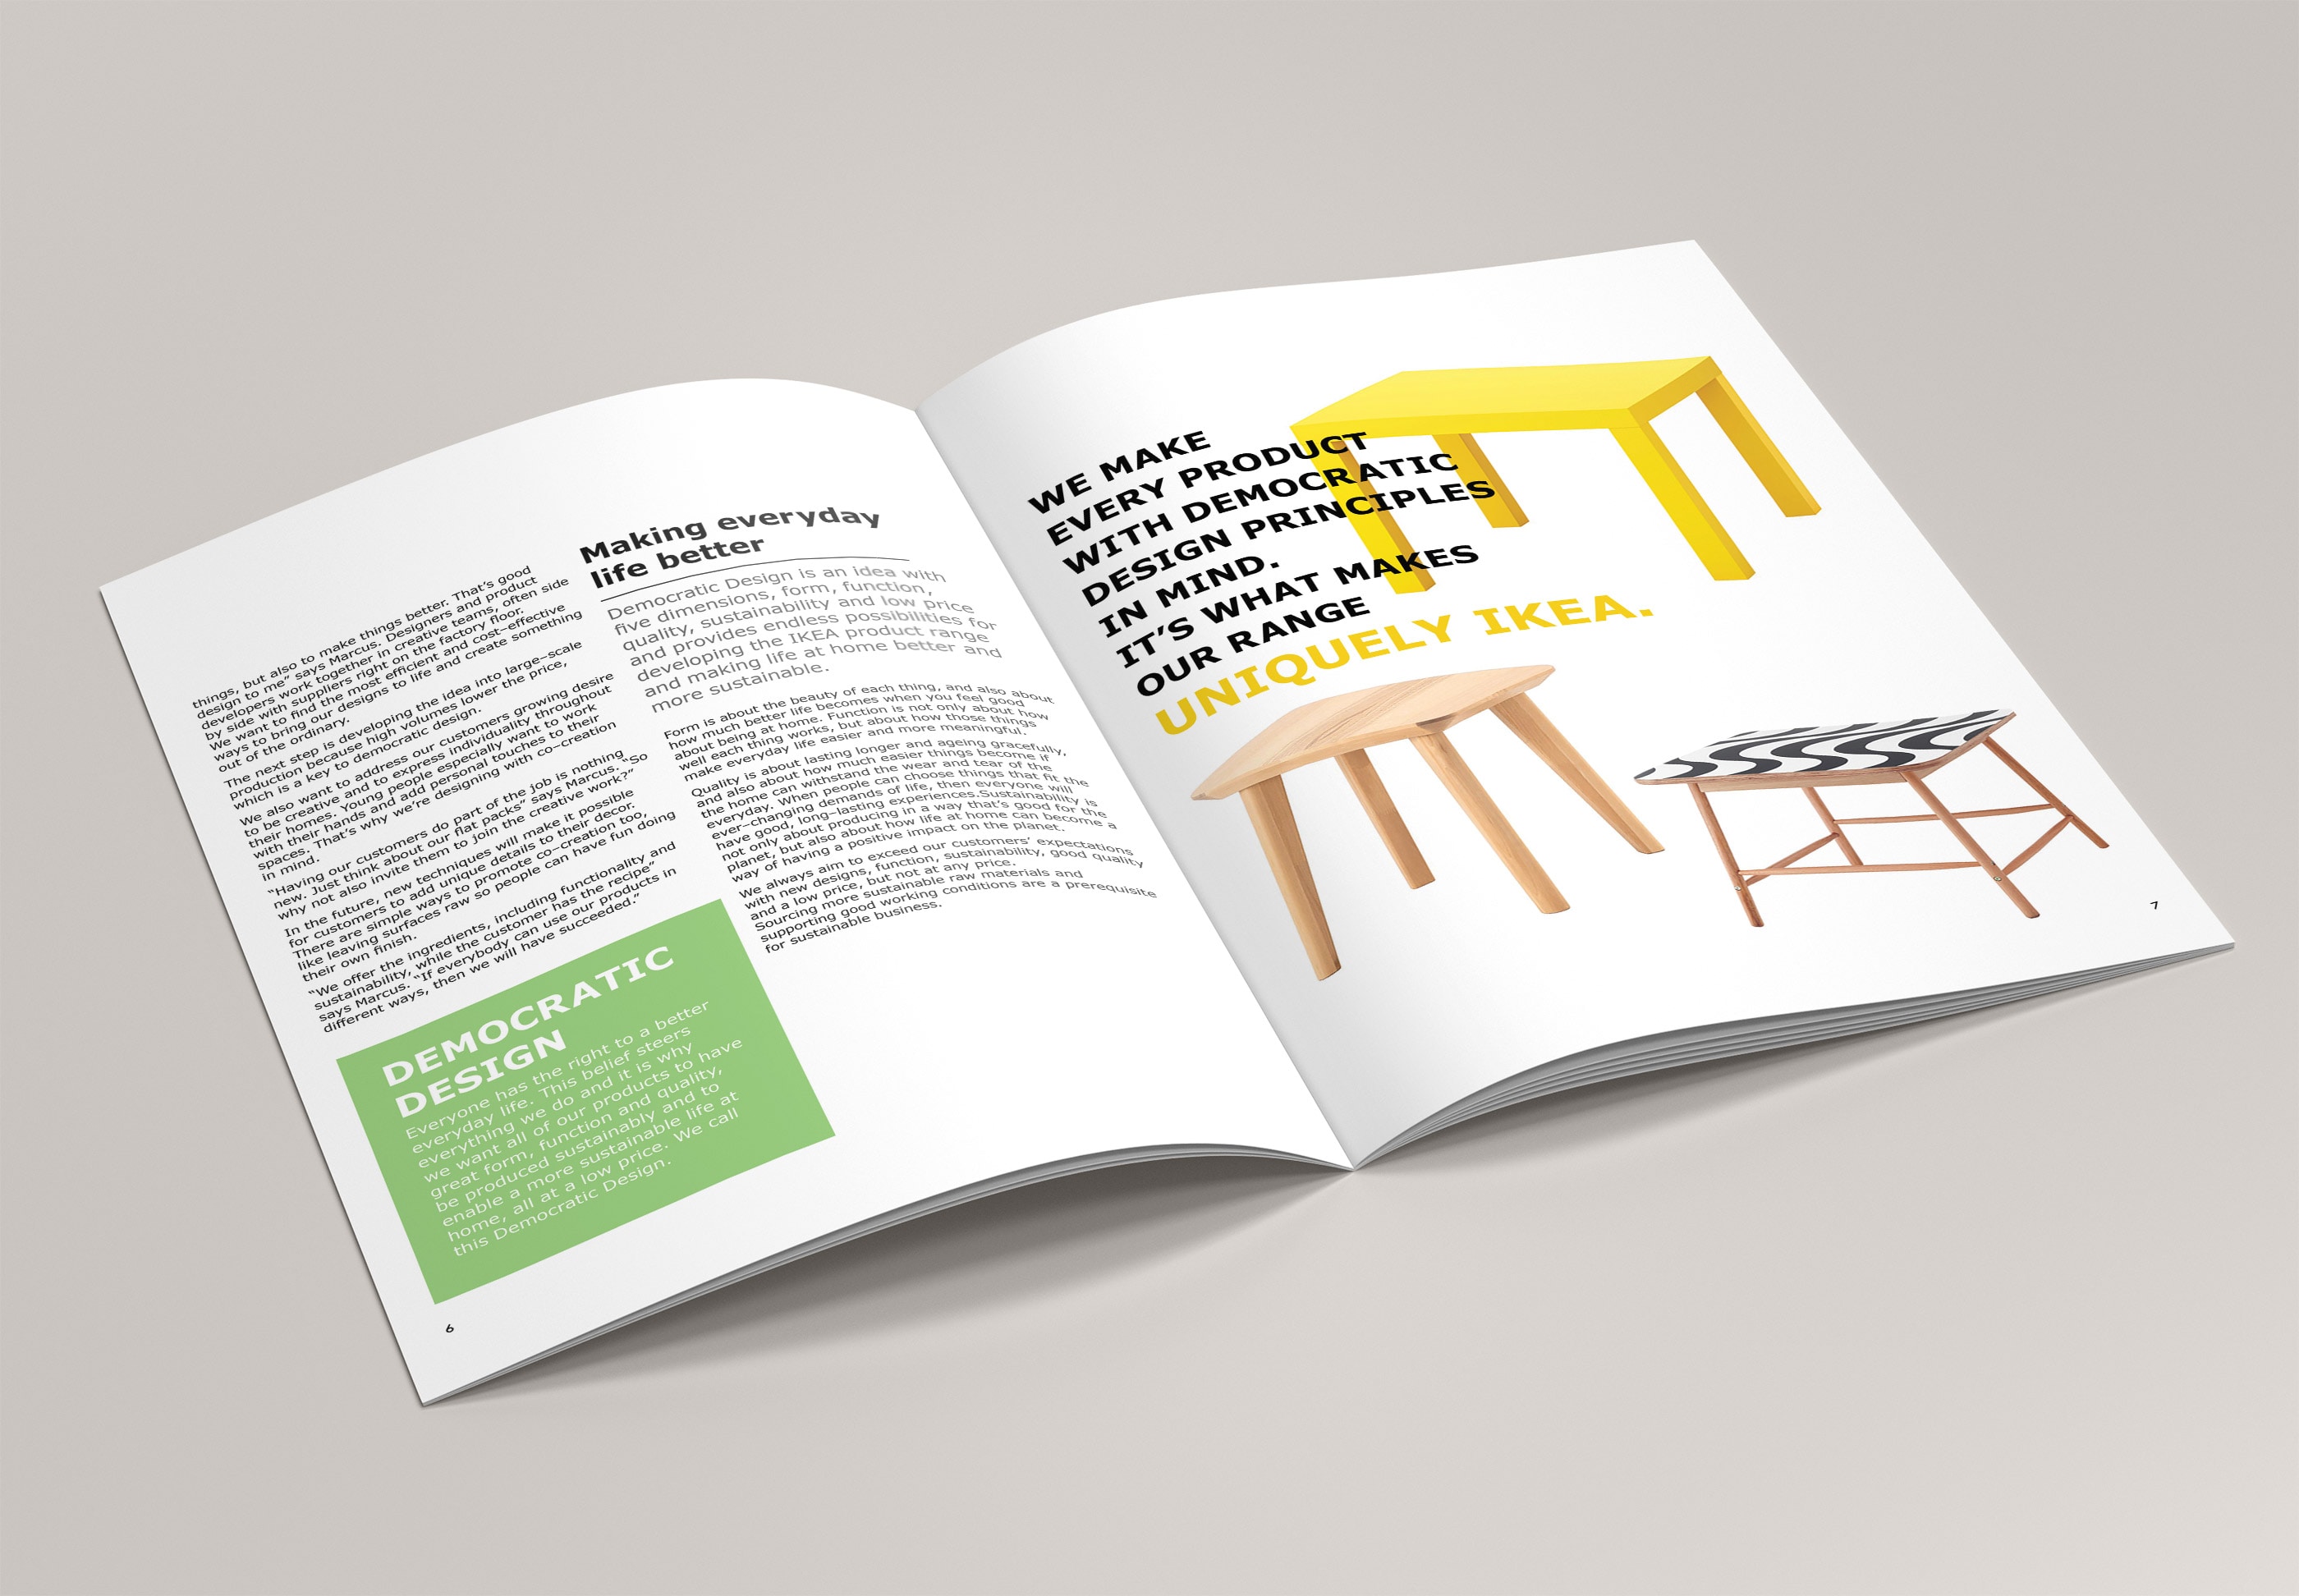 things, but also to make things better. That's good
design to me” says Marcus. Designers and product
developers work together in creative teams, often side
by side with suppliers right on the factory floor.
We want to find the most efficient and cost-effective
ways to bring our designs to life and create something
out of the ordinary.
The next step is developing the idea into large-scale
production because high volumes lower the price,
which is a key to democratic design.
We also want to address our customers growing desire
to be creative and to express individuality throughout
their homes. Young people especially want to work
with their hands and add personal touches to their
spaces. That's why we're designing with co-creation
in mind.
“Having our customers do part of the job is nothing
new. Just think about our flat packs” says Marcus. “So
why not also invite them to join the creative work?”
In the future, new techniques will make it possible
for customers to add unique details to their decor.
There are simple ways to promote co-creation too,
like leaving surfaces raw so people can have fun doing
their own finish.
“We offer the ingredients, including functionality and
sustainability, while the customer has the recipe”
says Marcus. “If everybody can use our products in
different ways, then we will have succeeded.”
DEMOCRATIC
DESIGN
Everyone has the right to a better
everyday life. This belief steers
everything we do and it is why
we want all of our products to have
great form, function and quality,
be produced sustainably and to
enable a more sustainable life at
home, all at a low price. We call
this Democratic Design.
6
Making everyday
life better
Democratic Design is an idea with
five dimensions, form, function,
quality, sustainability and low price
and provides endless possibilities for
developing the IKEA product range
and making life at home better and
more sustainable.
Form is about the beauty of each thing, and also about
how much better life becomes when you feel good
about being at home. Function is not only about how
well each thing works, but about how those things
make everyday life easier and more meaningful.
Quality is about lasting longer and ageing gracefully,
and also about how much easier things become if
the home can withstand the wear and tear of the
everyday. When people can choose things that fit the
ever-changing demands of life, then everyone will
have good, long-lasting experiences.Sustainability is
not only about producing in a way that's good for the
planet, but also about how life at home can become a
way of having a positive impact on the planet.
We always aim to exceed our customers' expectations
with new designs, function, sustainability, good quality
and a low price, but not at any price.
Sourcing more sustainable raw materials and
supporting good working conditions are a prerequisite
for sustainable business.
WE MAKE
EVERY PRODUCT
WITH DEMOCRATIC
DESIGN PRINCIPLES
IN MIND.
IT'S WHAT MAKES
OUR RANGE
UNIQUELY IKEA.
7